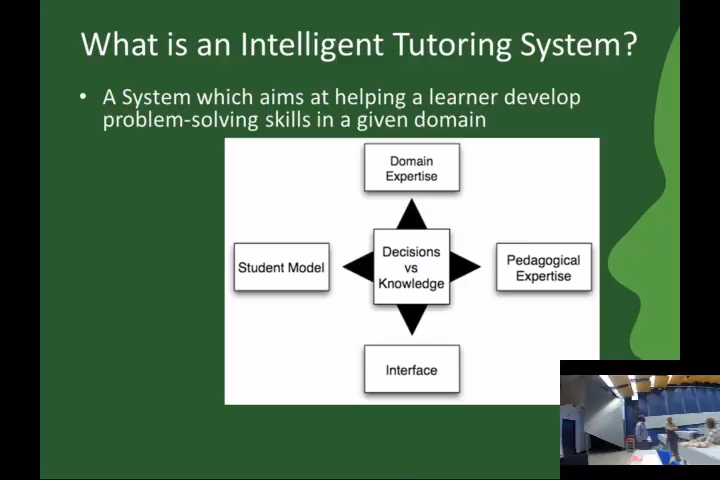 What is an Intelligent Tutoring System?
• A System which aims at helping a learner develop
problem-solving skills in a given domain
Domain
Expertise
Student Model
Decisions
vs
Knowledge
Pedagogical
Expertise
Interface